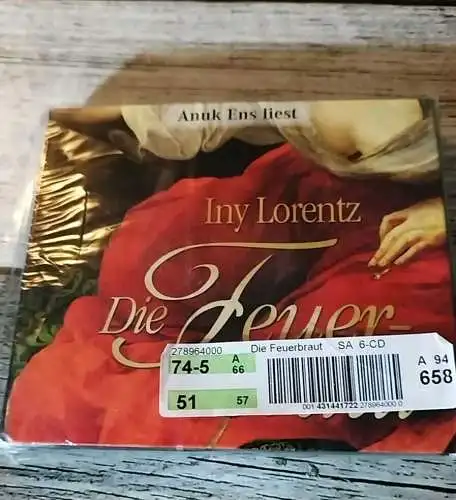 Anuk Ens liest
Iny Lorentz
Die Feuer-
278964000 Die Feuerbraut SA 6-CD
74-5 A 66
A 94
658
51 57
001 431441722 278964000 0